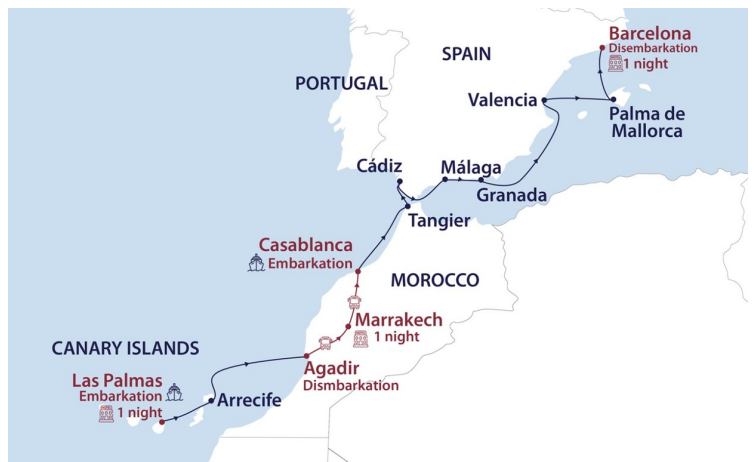 Barcelona
Disembarkation
1 night
SPAIN
PORTUGAL
Valencia
Palma de
Mallorca
Cádiz
Málaga
Granada
Tangier
Casablanca
Embarkation
MOROCCO
Marrakech
1 night
CANARY ISLANDS
Agadir
Dismbarkation
Las Palmas
Embarkation
1 night
Arrecife